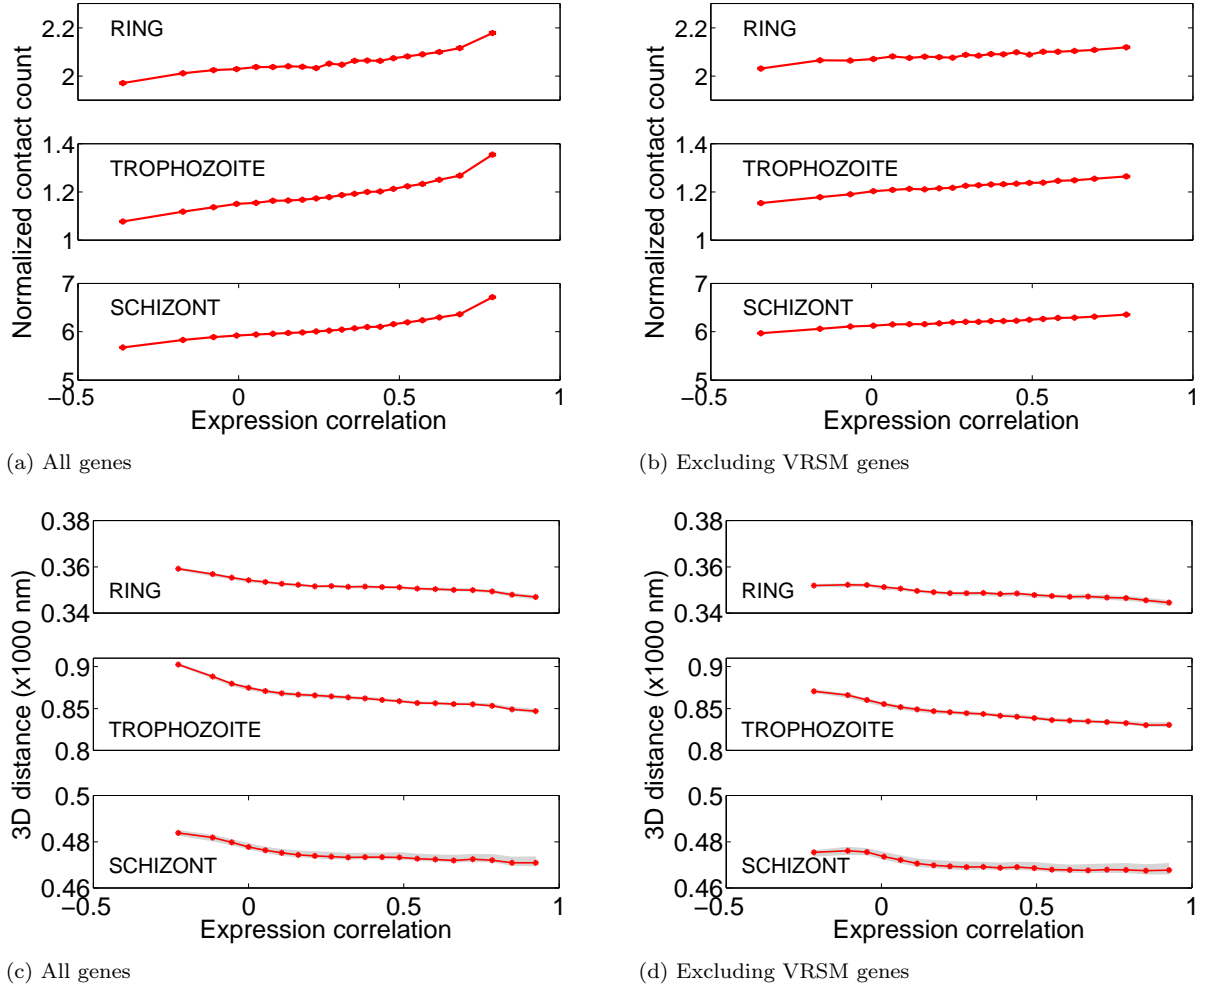 Normalized contact count
2.2
2
RING
1.4
1.2
1
TROPHOZOITE
7
6
5
SCHIZONT
−0.5 0 0.5 1
Expression correlation
(a) All genes
Normalized contact count
2.2
2
RING
1.4
1.2
1
TROPHOZOITE
7
6
5
SCHIZONT
−0.5 0 0.5 1
Expression correlation
(b) Excluding VRSM genes
3D distance (x1000 nm)
0.38
0.36
0.34
RING
0.9
0.85
0.8
TROPHOZOITE
0.5
0.48
0.46
SCHIZONT
−0.5 0 0.5 1
Expression correlation
(c) All genes
3D distance (x1000 nm)
0.38
0.36
0.34
RING
0.9
0.85
0.8
TROPHOZOITE
0.5
0.48
0.46
SCHIZONT
−0.5 0 0.5 1
Expression correlation
(d) Excluding VRSM genes